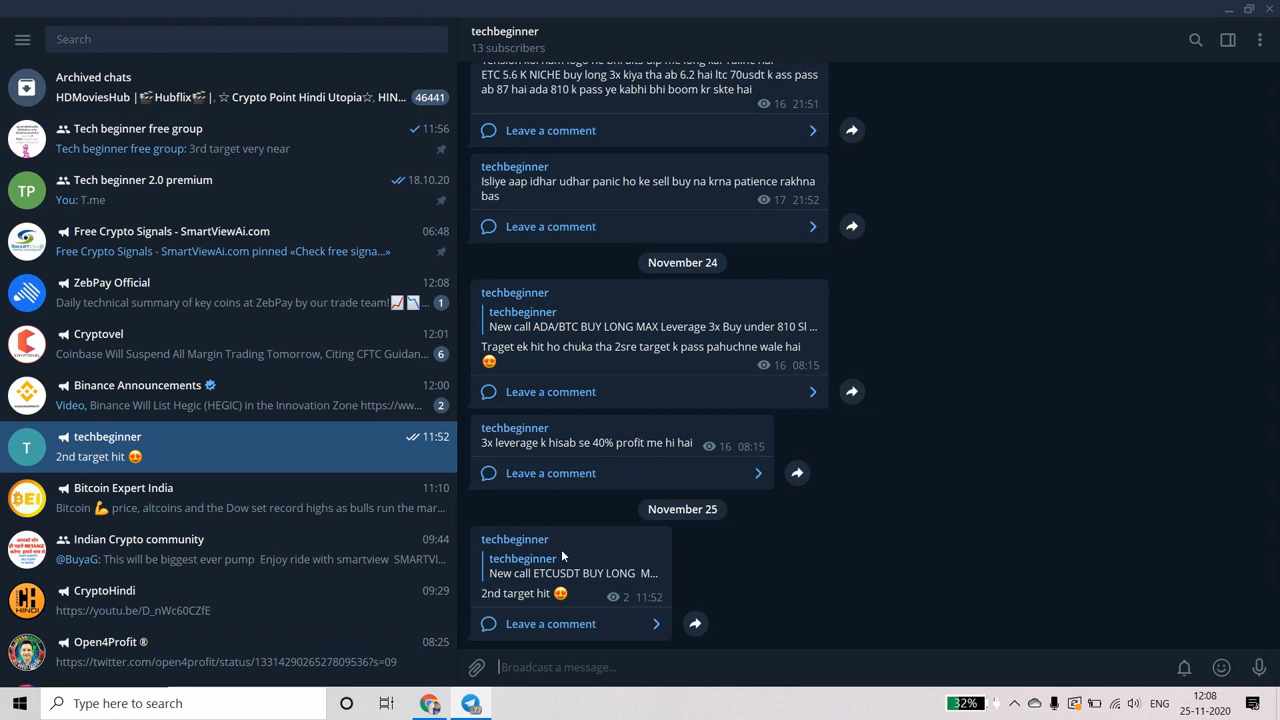 Search
Archived chats
HDMoviesHub |🎬Hubflix🎬|, ☆ Crypto Point Hindi Utopia☆, HIN...
46441
Tech beginner free group
11:56
Tech beginner free group: 3rd target very near
TP
Tech beginner 2.0 premium
18.10.20
You: T.me
Free Crypto Signals - SmartViewAi.com
06:48
Free Crypto Signals - SmartViewAi.com pinned «Check free signa...»
ZebPay Official
12:08
Daily technical summary of key coins at ZebPay by our trade team!📈📉...
1
Cryptovel
12:01
Coinbase Will Suspend All Margin Trading Tomorrow, Citing CFTC Guidan...
6
Binance Announcements
12:00
Video, Binance Will List Hegic (HEGIC) in the Innovation Zone https://ww...
2
T
techbeginner
11:52
2nd target hit 😍
BEI
Bitcoin Expert India
11:10
Bitcoin 💪 price, altcoins and the Dow set record highs as bulls run the mar...
Indian Crypto community
09:44
@BuyaG: This will be bigger ever pump Enjoy ride with smartview SMARTVI...
CH
HINDI
CryptoHindi
09:29
https://youtu.be/D_nWc60CZfE
Open4Profit ®
08:25
https://twitter.com/open4profit/status/1331429026527809536?s=09
techbeginner
13 subscribers
ETC 5.6 K NICHE buy long 3x kiya tha ab 6.2 hai LTC70usdt k ass pass
ab 87 hai ada 810 k pass ye kabhi bhi boom kr skte hai
16 21:51
Leave a comment
techbeginner
Isliye aap idhar udhar panic ho ke sell buy na krna patience rakhna
bas
17 21:52
Leave a comment
November 24
techbeginner
techbeginner
New call ADA/BTC BUY LONG MAX Leverage 3x buy under 810 Sl ...
Traget ek hit ho chuka tha 2sre target k pass pahuchne wale hai
😍
16 08:15
Leave a comment
techbeginner
3x leverage k hisab se 40% profit me hi hai
16 08:15
Leave a comment
November 25
techbeginner
techbeginner
New call ETCUSDT BUY LONG M...
2nd target hit 😍
2 11:52
Leave a comment
Broadcast a message...
Type here to search
32%
ENG
12:08
25-11-2020